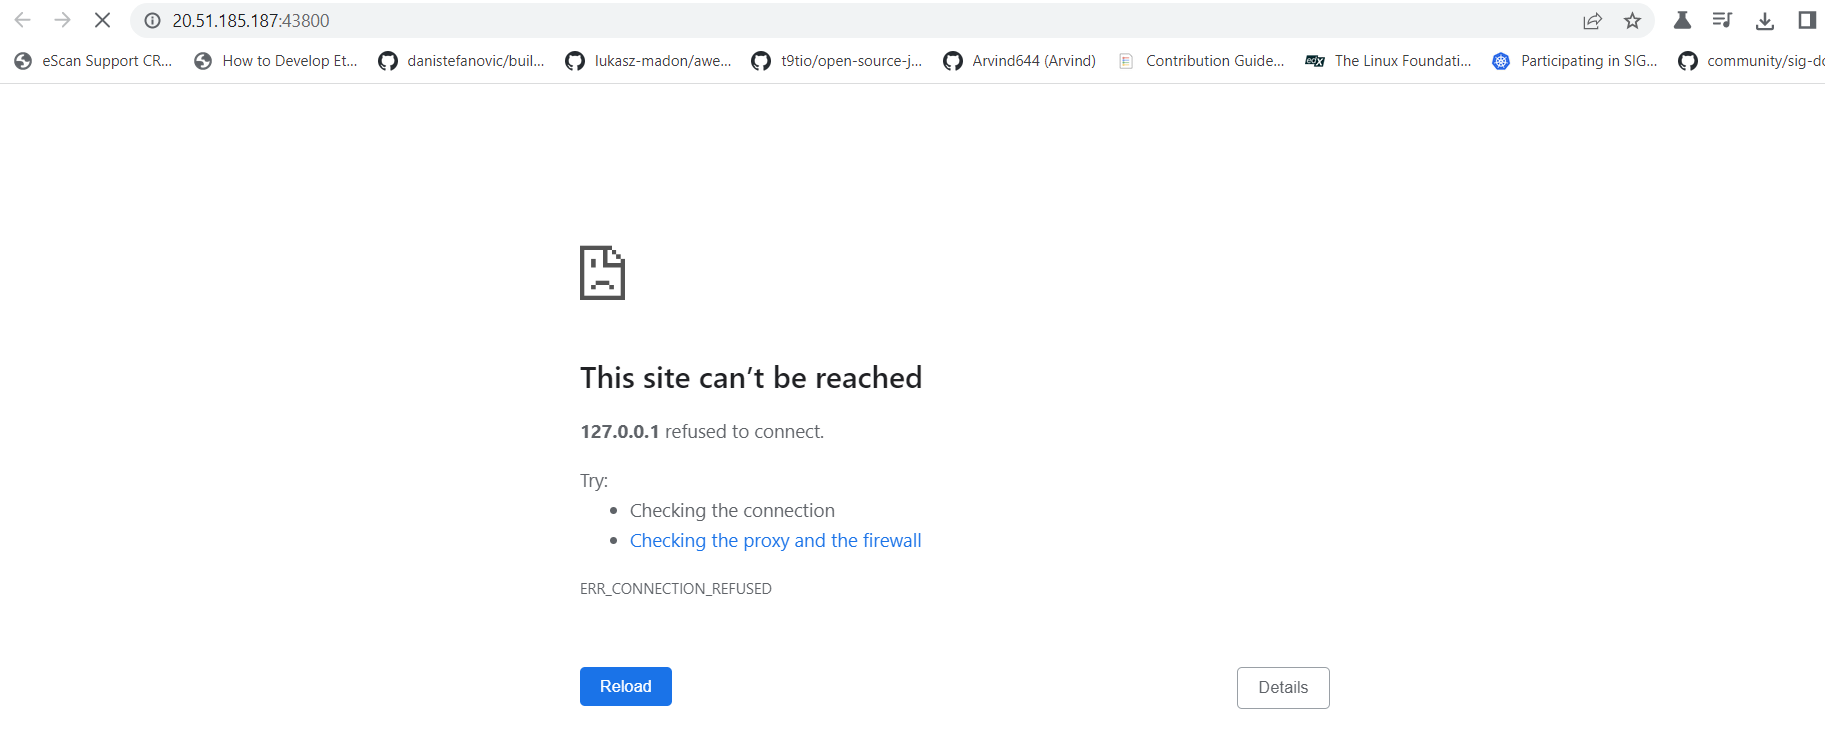 20.51.185.187:43800
eScan Support CR... How to Develop Et... danistefanovic/buil... lukasz-madon/awe... t9tio/open-source-j... Arvind644 (Arvind) Contribution Guide... edX The Linux Foundati... Participating in SIG... community/sig-do
This site can’t be reached
127.0.0.1 refused to connect.
Try:
• Checking the connection
• Checking the proxy and the firewall
ERR_CONNECTION_REFUSED
Reload Details